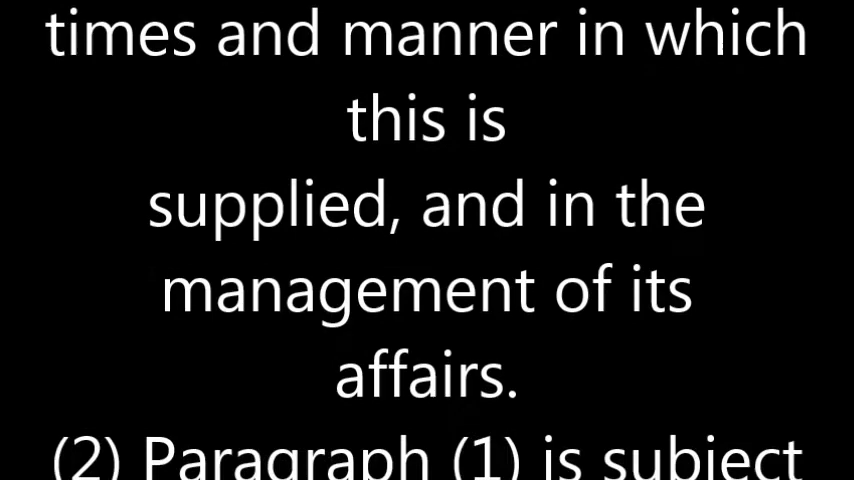 times and manner in which
this is
supplied, and in the
management of its
affairs.
(2) Paragraph (1) is subject